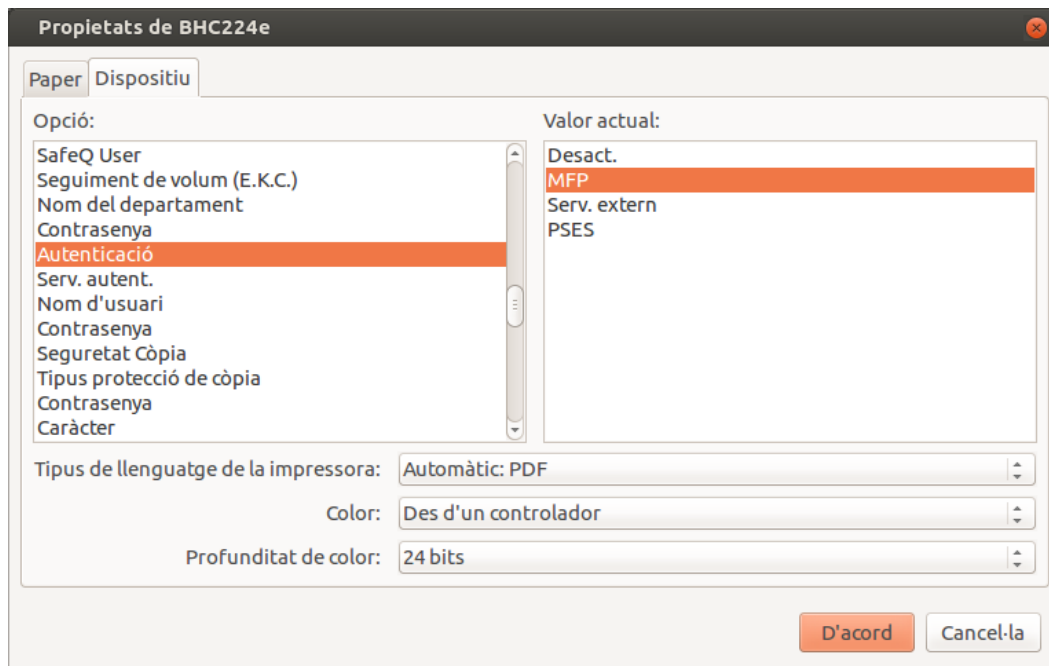 Propietats de BHC224e
Paper
Dispositiu
Opció:
SafeQ User
Seguiment de volum (E.K.C.)
Nom del departament
Contrasenya
Autenticació
Serv. autent.
Nom d'usuari
Contrasenya
Seguretat Còpia
Tipus protecció de còpia
Contrasenya
Caràcter
Valor actual:
Desact.
MFP
Serv. extern
PSES
Tipus de llenguatge de la impressora: Automàtic: PDF
Color: Des d'un controlador
Profunditat de color: 24 bits
D'acord
Cancel·la